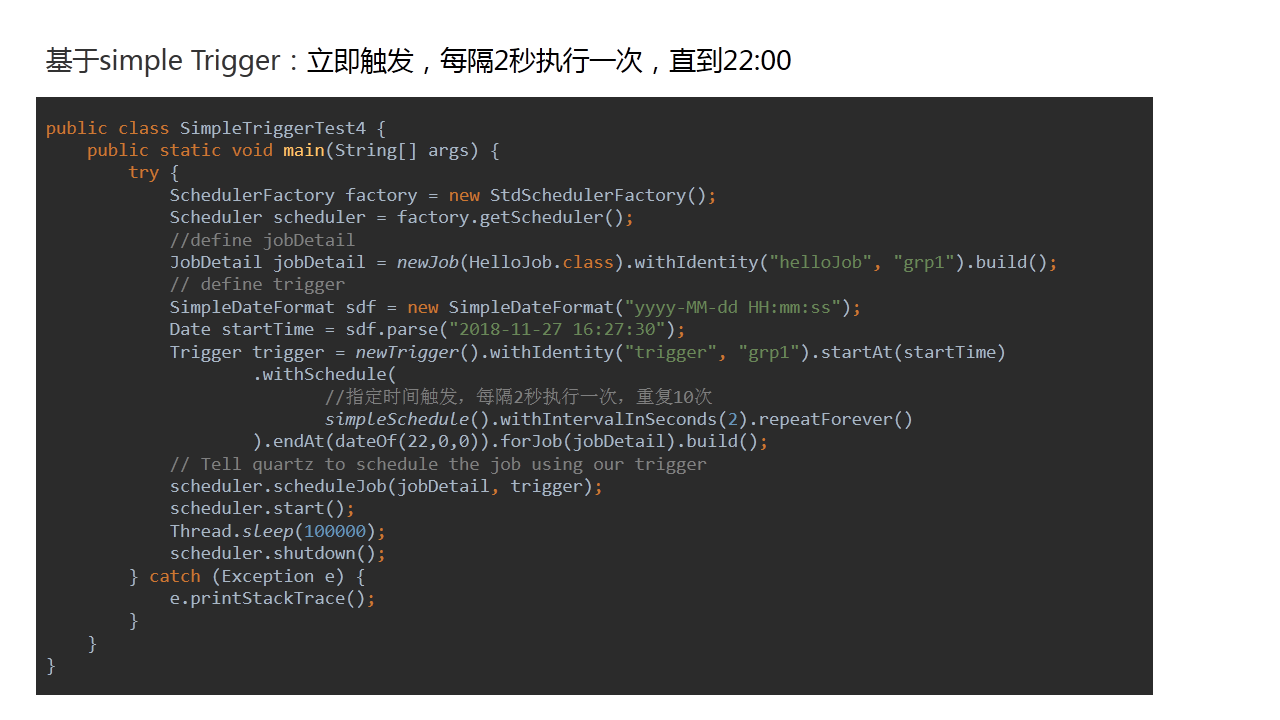 基于simple Trigger：立即触发，每隔2秒执行一次，直到22:00
public class SimpleTriggerTest4 {
    public static void main(String[] args) {
        try {
            SchedulerFactory factory = new StdSchedulerFactory();
            Scheduler scheduler = factory.getScheduler();
            //define jobDetail
            JobDetail jobDetail = newJob(HelloJob.class).withIdentity("helloJob", "grp1").build();
            // define trigger
            SimpleDateFormat sdf = new SimpleDateFormat("yyyy-MM-dd HH:mm:ss");
            Date startTime = sdf.parse("2018-11-27 16:27:30");
            Trigger trigger = newTrigger().withIdentity("trigger", "grp1").startAt(startTime)
                    .withSchedule(
                           //指定时间触发，每隔2秒执行一次，重复10次
                           simpleSchedule().withIntervalInSeconds(2).repeatForever()
                    ).endAt(dateOf(22,0,0)).forJob(jobDetail).build();
            // Tell quartz to schedule the job using our trigger
            scheduler.scheduleJob(jobDetail, trigger);
            scheduler.start();
            Thread.sleep(100000);
            scheduler.shutdown();
        } catch (Exception e) {
            e.printStackTrace();
        }
    }
}